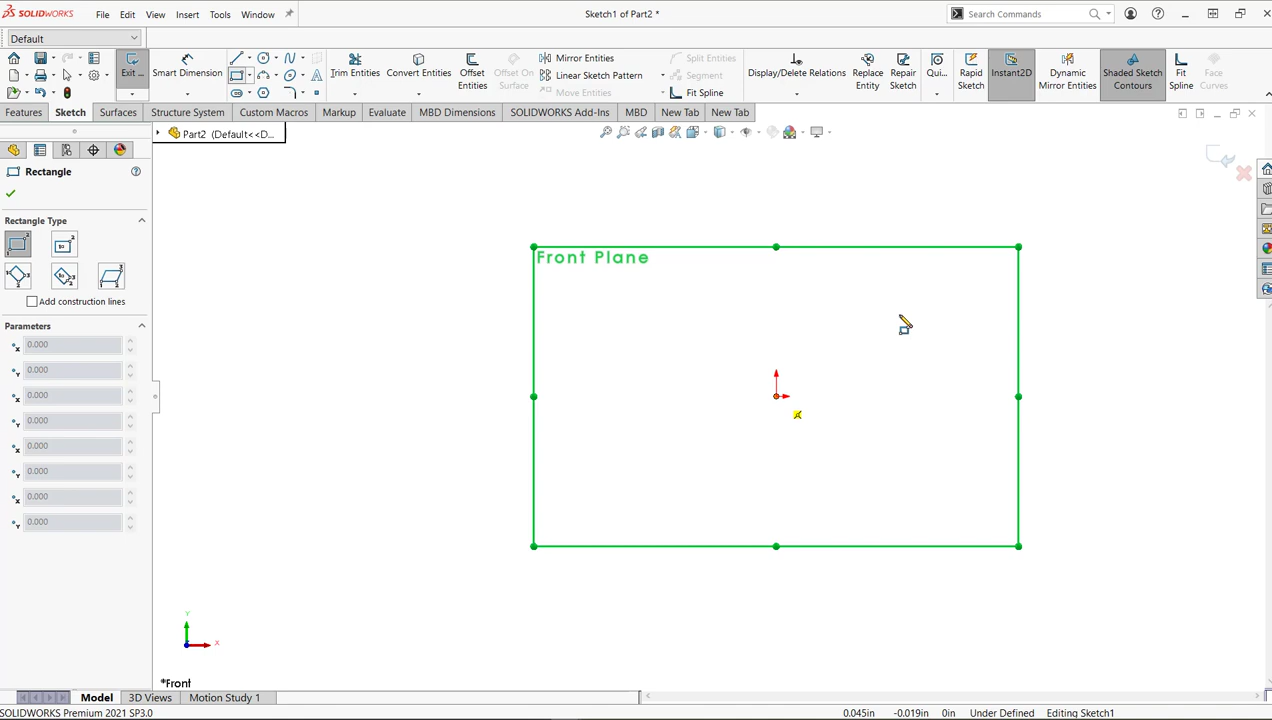 SOLIDWORKS File Edit View Insert Tools Window Sketch1 of Part2 * Search Commands
Default
Exit ... Smart Dimension Trim Entities Convert Entities Offset Entities Offset On Surface Mirror Entities Linear Sketch Pattern Move Entities Split Entities Segment Fit Spline Display/Delete Relations Replace Entity Repair Sketch Qui... Rapid Sketch Instant2D Dynamic Mirror Entities Shaded Sketch Contours Fit Spline Face Curves
Features Sketch Surfaces Structure System Custom Macros Markup Evaluate MBD Dimensions SOLIDWORKS Add-Ins MBD New Tab New Tab
Part2 (Default<<D...
Rectangle
Rectangle Type
Add construction lines
Parameters
x 0.000
Y 0.000
x 0.000
Y 0.000
x 0.000
Y 0.000
x 0.000
Y 0.000
Front Plane
Y
X
*Front
Model 3D Views Motion Study 1
SOLIDWORKS Premium 2021 SP3.0 0.045in -0.019in 0in Under Defined Editing Sketch1